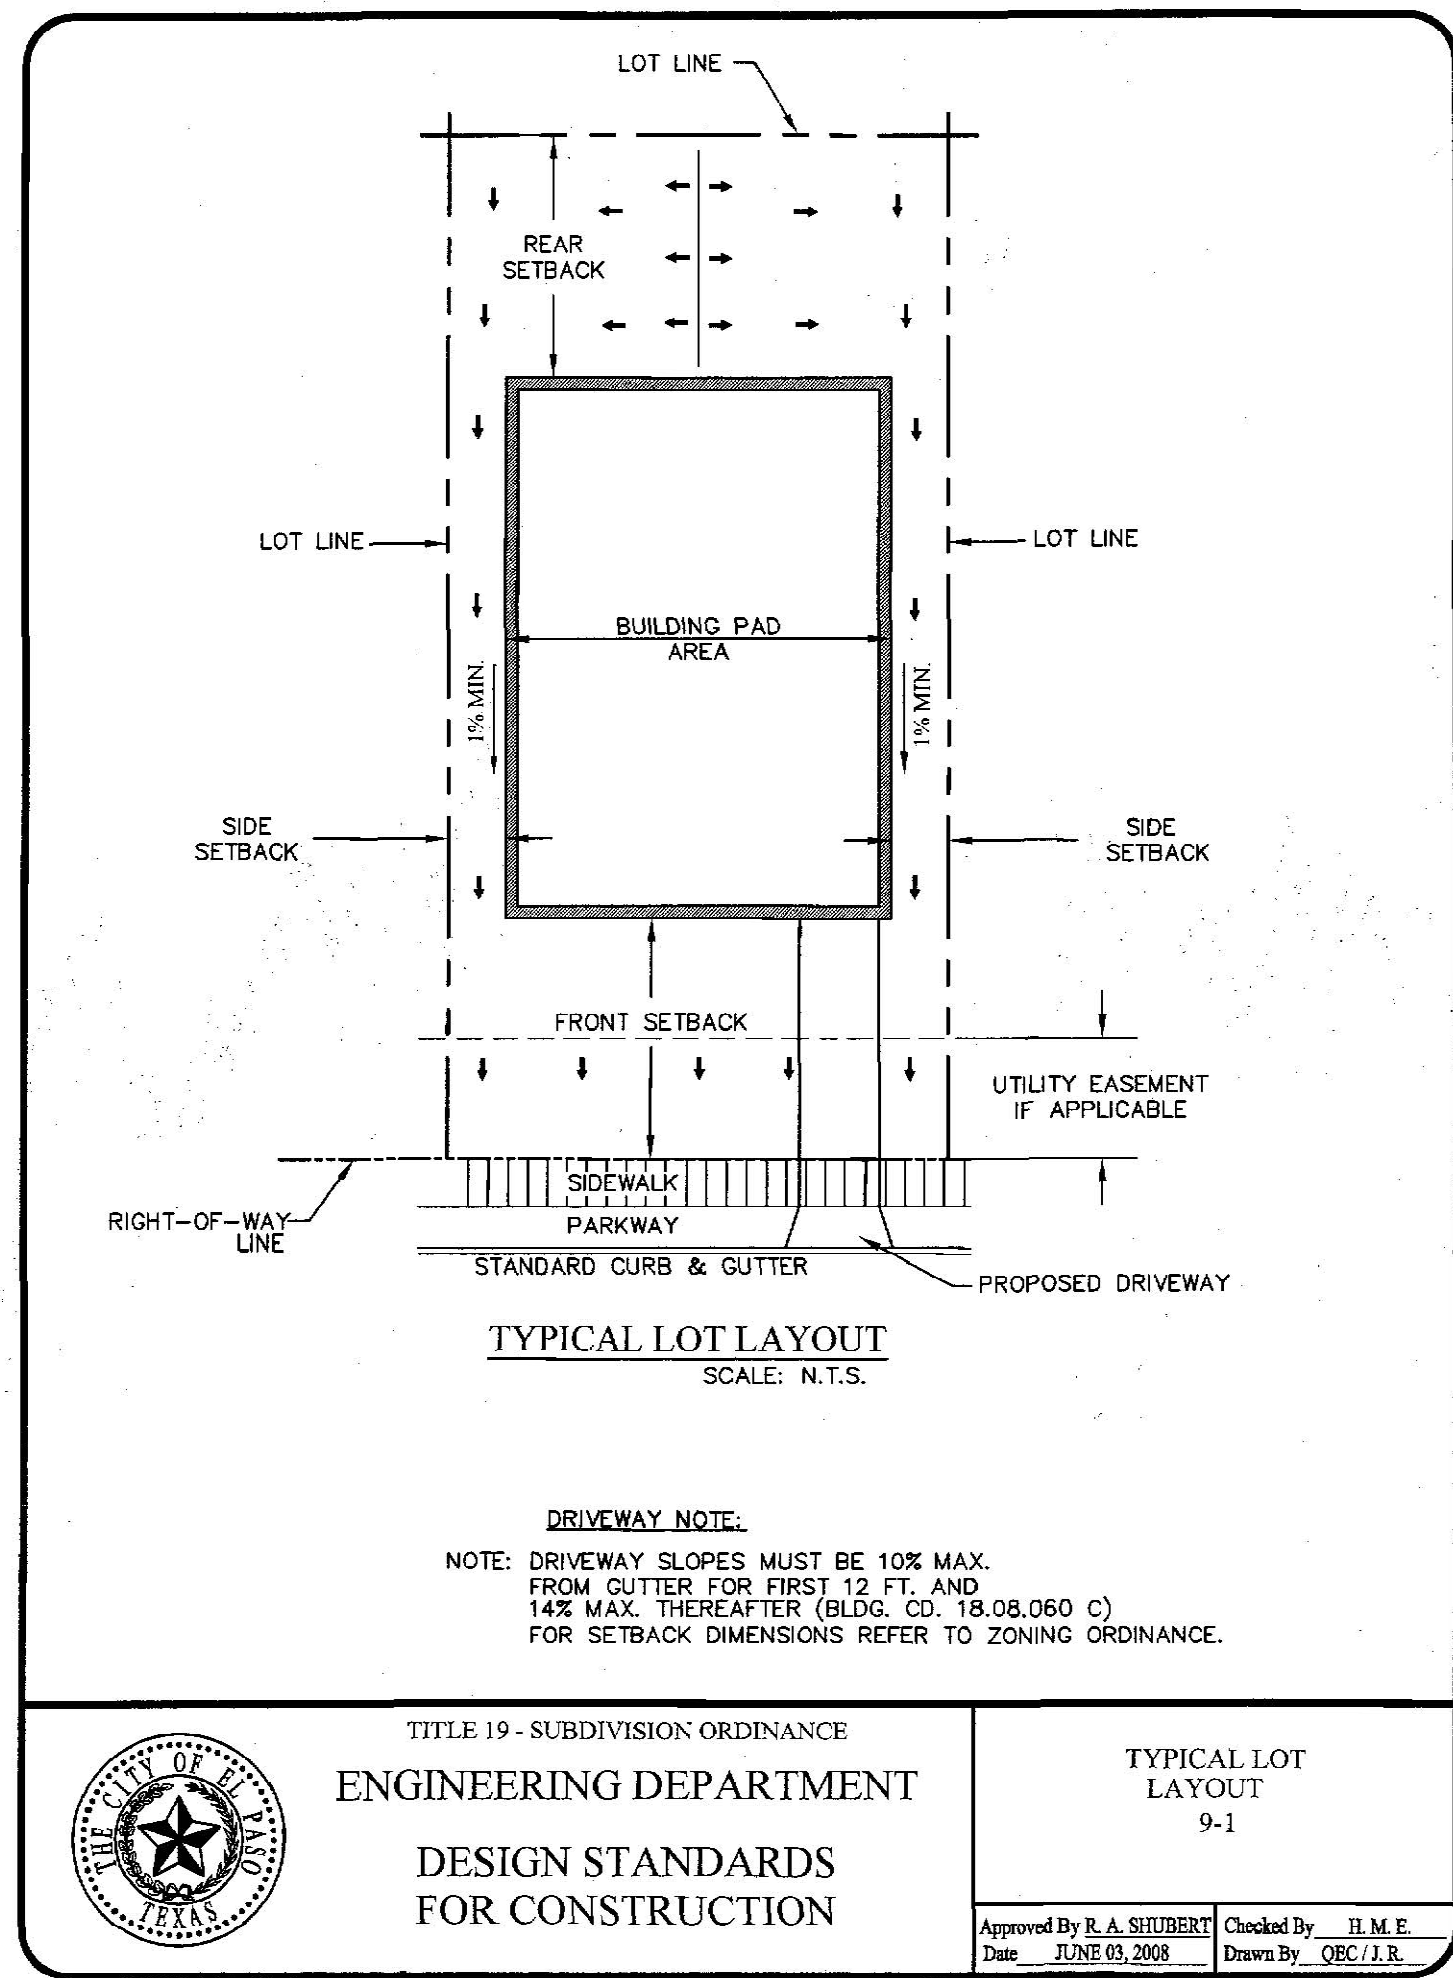 LOT LINE
REAR
SETBACK
LOT LINE
LOT LINE
BUILDING PAD
AREA
1% MIN.
1% MIN.
SIDE
SETBACK
SIDE
SETBACK
FRONT SETBACK
UTILITY EASEMENT
IF APPLICABLE
SIDEWALK
RIGHT-OF-WAY
LINE
PARKWAY
STANDARD CURB & GUTTER
PROPOSED DRIVEWAY
TYPICAL LOT LAYOUT
SCALE: N.T.S.
DRIVEWAY NOTE:
NOTE: DRIVEWAY SLOPES MUST BE 10% MAX.
FROM GUTTER FOR FIRST 12 FT. AND
14% MAX. THEREAFTER (BLDG. CD. 18.08.060 C)
FOR SETBACK DIMENSIONS REFER TO ZONING ORDINANCE.
THE CITY OF EL PASO
TEXAS
TITLE 19 - SUBDIVISION ORDINANCE
ENGINEERING DEPARTMENT
DESIGN STANDARDS
FOR CONSTRUCTION
TYPICAL LOT
LAYOUT
9-1
Approved By R. A. SHUBERT
Date JUNE 03, 2008
Checked By H. M. E.
Drawn By QEC / J. R.